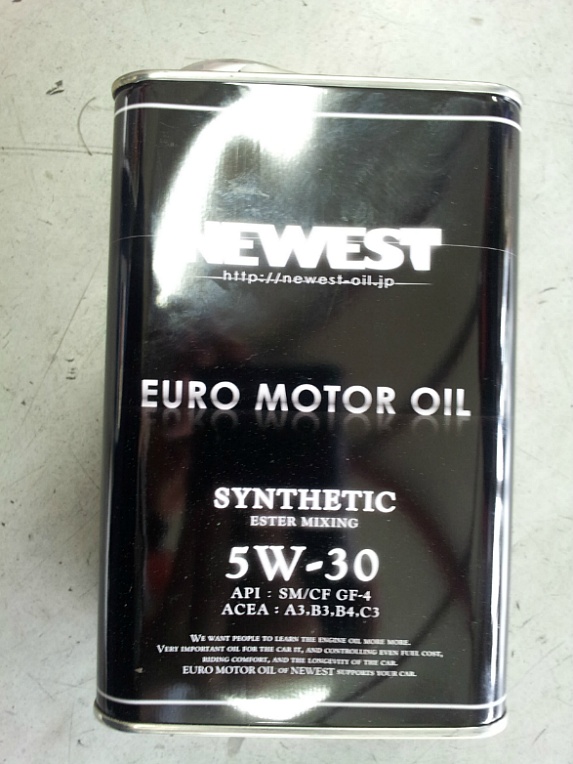 NEWEST
http://newest-oil.jp
EURO MOTOR OIL
SYNTHETIC
ESTER MIXING
5W-30
API : SM/CF GF-4
ACEA : A3.B3.B4.C3
WE WANT PEOPLE TO LEARN THE ENGINE OIL MORE MORE.
VERY IMPORTANT OIL FOR THE CAR IT, AND CONTROLLING EVEN FUEL COST,
RIDING COMFORT, AND THE LONGEVITY OF THE CAR.
EURO MOTOR OIL OF NEWEST SUPPORTS YOUR CAR.